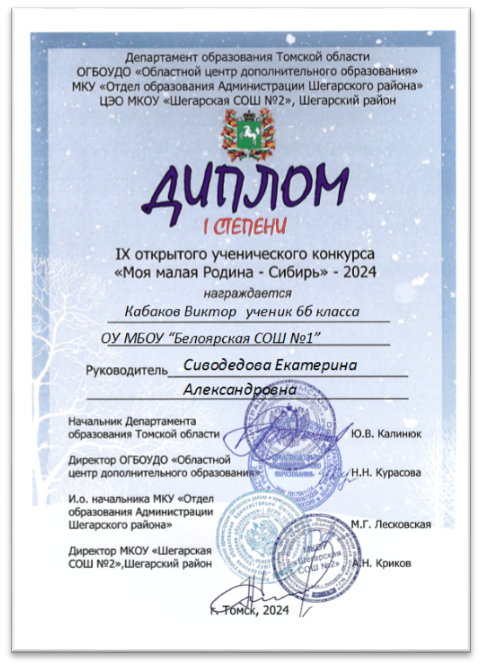 Департамент образования Томской области
ОГБОУДО «Областной центр дополнительного образования»
МКУ «Отдел образования Администрации Шегарского района»
ЦЭО МКОУ «Шегарская СОШ №2», Шегарский район
ДИПЛОМ
I СТЕПЕНИ
IX открытого ученического конкурса
«Моя малая Родина - Сибирь» - 2024
награждается
Кабаков Виктор ученик 6б класса
ОУ МБОУ “Белоярская СОШ №1”
Руководитель Сиводедова Екатерина
Александровна
Начальник Департамента
образования Томской области Ю.В. Калинюк
Директор ОГБОУДО «Областной
центр дополнительного образования» Н.Н. Курасова
И.о. начальника МКУ «Отдел
образования Администрации
Шегарского района» М.Г. Лесковская
Директор МКОУ «Шегарская
СОШ №2»,Шегарский район А.Н. Криков
МКОУ
«Шегарская
СОШ №2»
г. Томск, 2024